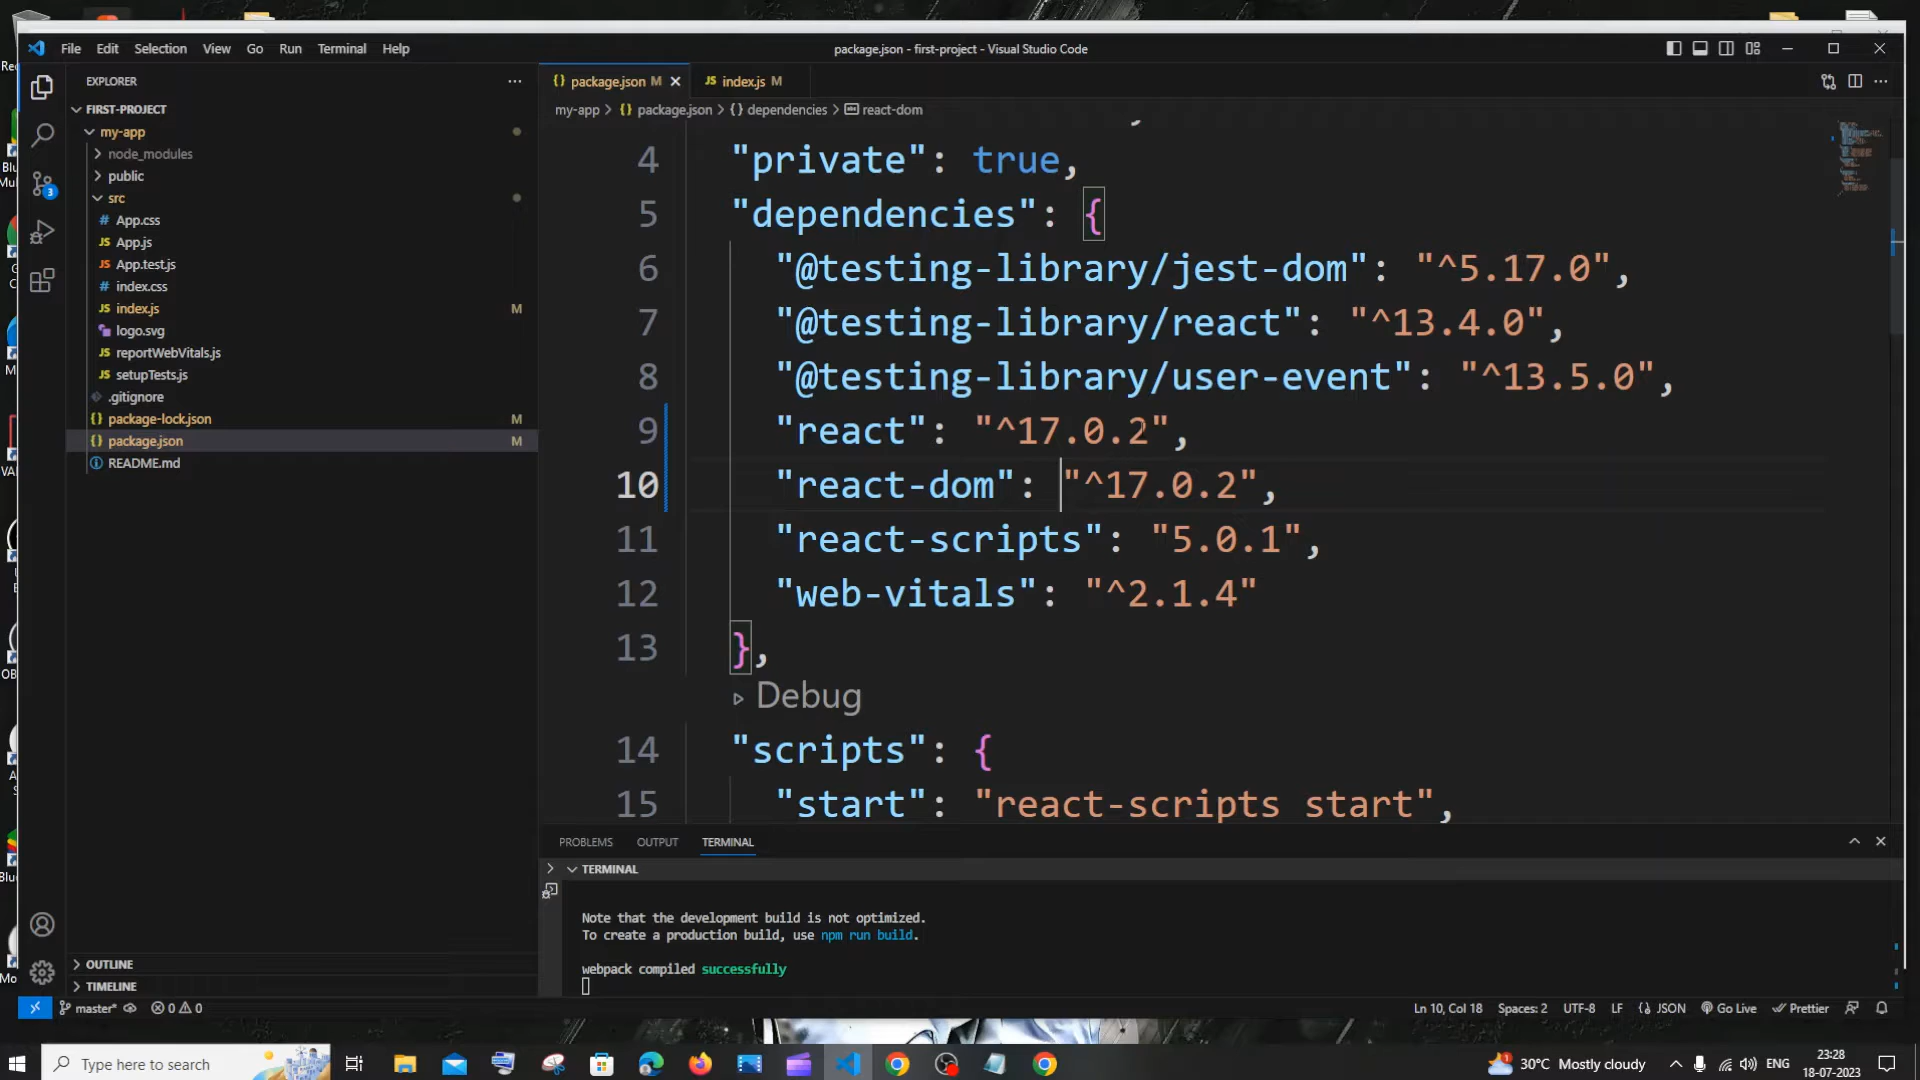 File Edit Selection View Go Run Terminal Help
package.json - first-project - Visual Studio Code
EXPLORER
FIRST-PROJECT
my-app
node_modules
public
src
# App.css
JS App.js
JS App.test.js
# index.css
JS index.js M
logo.svg
JS reportWebVitals.js
JS setupTests.js
.gitignore
{} package-lock.json M
{} package.json M
README.md
OUTLINE
TIMELINE
3
{} package.json M
JS index.js M
my-app > {} package.json > {} dependencies > react-dom
4 "private": true,
5 "dependencies": {
6 "@testing-library/jest-dom": "^5.17.0",
7 "@testing-library/react": "^13.4.0",
8 "@testing-library/user-event": "^13.5.0",
9 "react": "^17.0.2",
10 "react-dom": "^17.0.2",
11 "react-scripts": "5.0.1",
12 "web-vitals": "^2.1.4"
13 },
Debug
14 "scripts": {
15 "start": "react-scripts start",
PROBLEMS OUTPUT TERMINAL
TERMINAL
Note that the development build is not optimized.
To create a production build, use npm run build.
webpack compiled successfully
master* 0 0
Ln 10, Col 18 Spaces: 2 UTF-8 LF {} JSON Go Live Prettier
Type here to search
30°C Mostly cloudy
ENG
23:28
18-07-2023